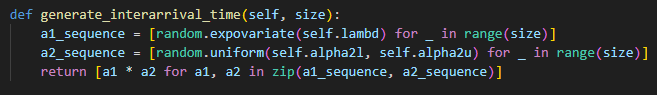 def generate_interarrival_time(self, size):
    a1_sequence = [random.expovariate(self.lambd) for _ in range(size)]
    a2_sequence = [random.uniform(self.alpha2l, self.alpha2u) for _ in range(size)]
    return [a1 * a2 for a1, a2 in zip(a1_sequence, a2_sequence)]